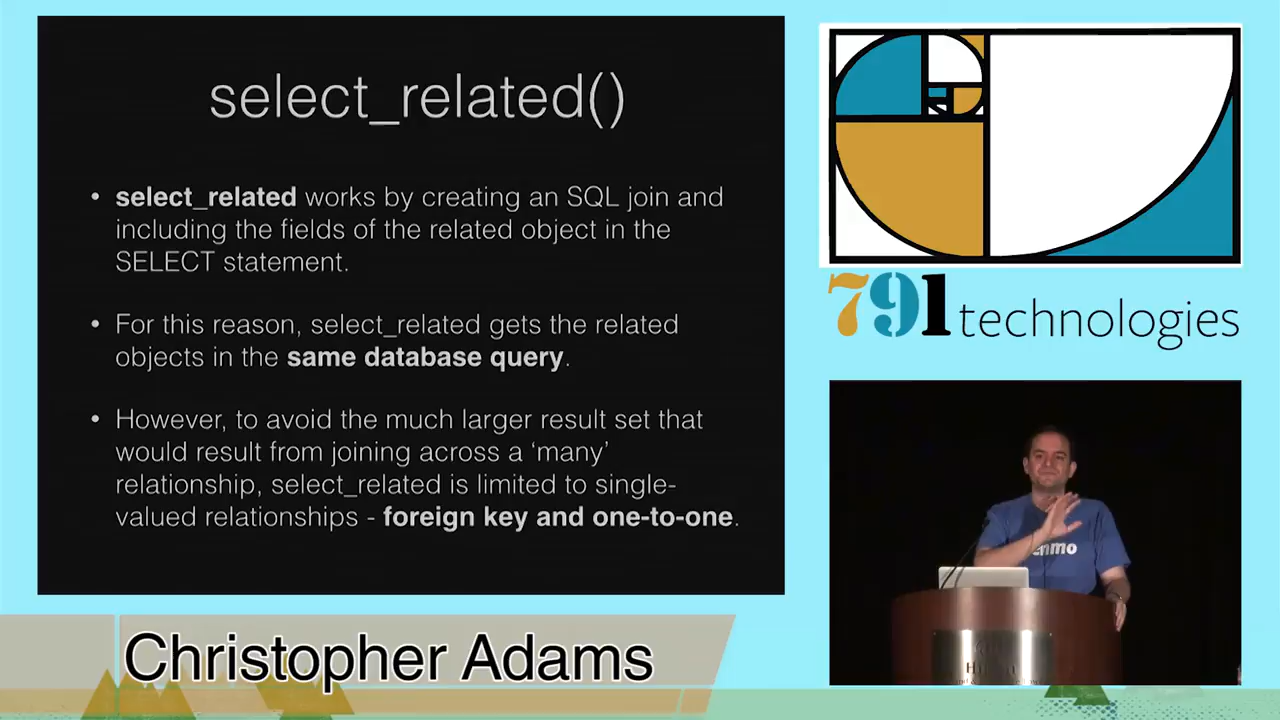 select_related()
• select_related works by creating an SQL join and
including the fields of the related object in the
SELECT statement.
• For this reason, select_related gets the related
objects in the same database query.
• However, to avoid the much larger result set that
would result from joining across a ‘many’
relationship, select_related is limited to single-
valued relationships - foreign key and one-to-one.
791 technologies
Christopher Adams